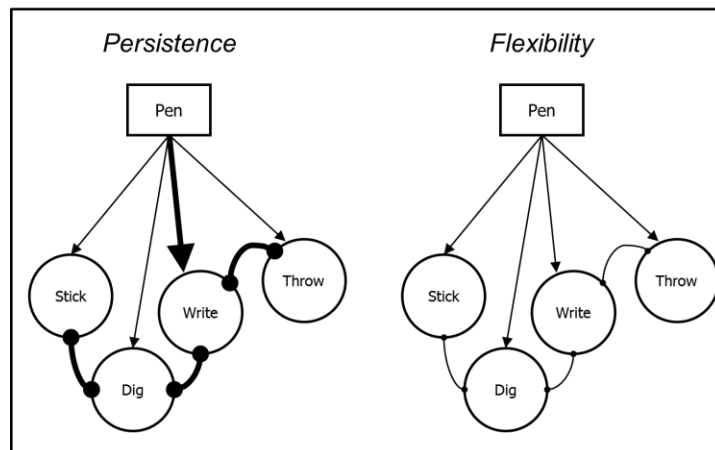 Persistence
Flexibility
Pen
Pen
Stick
Write
Throw
Dig
Stick
Write
Throw
Dig